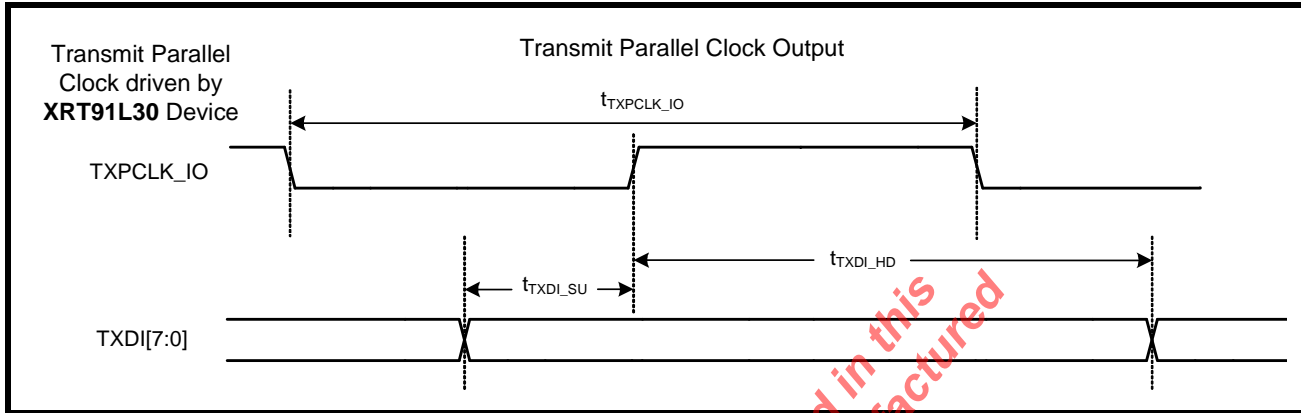 Transmit Parallel
Clock driven by
XRT91L30 Device
Transmit Parallel Clock Output
tTXPCLK_IO
TXPCLK_IO
tTXDI_HD
tTXDI_SU
TXDI[7:0]
d in this
factured